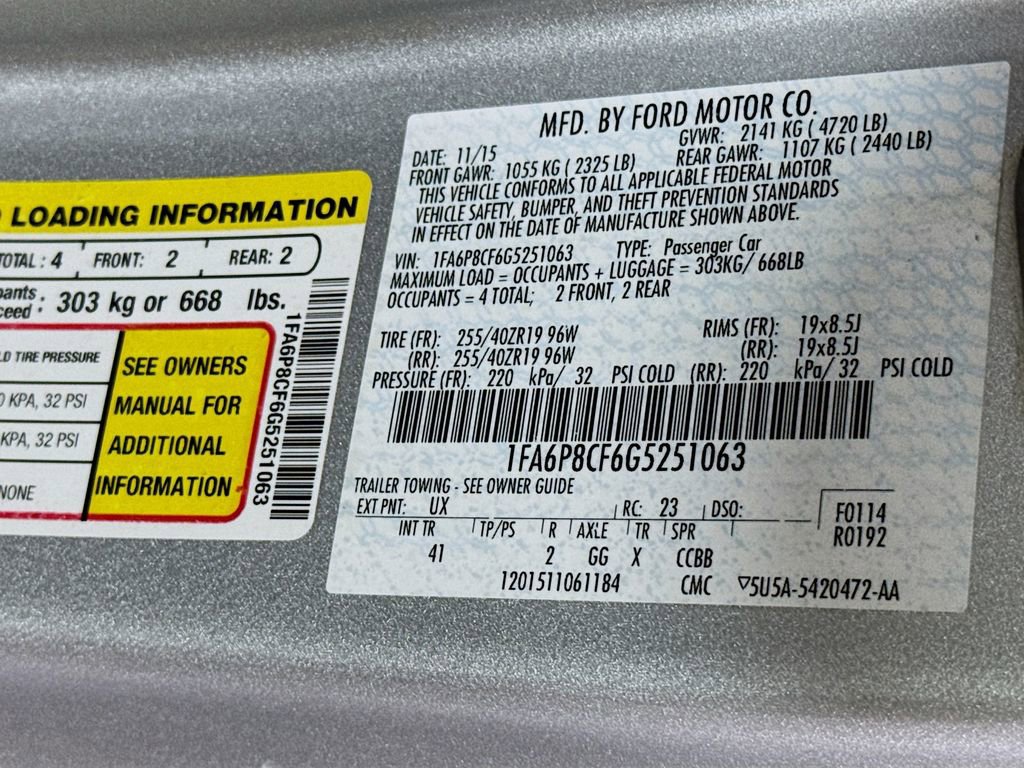 LOADING INFORMATION
TOTAL: 4 FRONT: 2 REAR: 2
303 kg or 668 lbs.
TIRE PRESSURE
KPA, 32 PSI
KPA, 32 PSI
NONE
SEE OWNERS
MANUAL FOR
ADDITIONAL
INFORMATION
1FA6P8CF6G5251063
MFD. BY FORD MOTOR CO.
DATE: 11/15 GVWR: 2141 KG ( 4720 LB)
FRONT GAWR: 1055 KG ( 2325 LB) REAR GAWR: 1107 KG ( 2440 LB)
THIS VEHICLE CONFORMS TO ALL APPLICABLE FEDERAL MOTOR
VEHICLE SAFETY, BUMPER, AND THEFT PREVENTION STANDARDS
IN EFFECT ON THE DATE OF MANUFACTURE SHOWN ABOVE.
VIN: 1FA6P8CF6G5251063 TYPE: Passenger Car
MAXIMUM LOAD = OCCUPANTS + LUGGAGE = 303KG/ 668LB
OCCUPANTS = 4 TOTAL; 2 FRONT, 2 REAR
TIRE (FR): 255/40ZR19 96W RIMS (FR): 19x8.5J
(RR): 255/40ZR19 96W (RR): 19x8.5J
PRESSURE (FR): 220 kPa/ 32 PSI COLD (RR): 220 kPa/ 32 PSI COLD
1FA6P8CF6G5251063
TRAILER TOWING - SEE OWNER GUIDE
EXT PNT: UX RC: 23 DSO: F0114
R0192
INT TR TP/PS R AXLE TR SPR
41 2 GG X CCBB
1201511061184 CMC ▽5U5A-5420472-AA